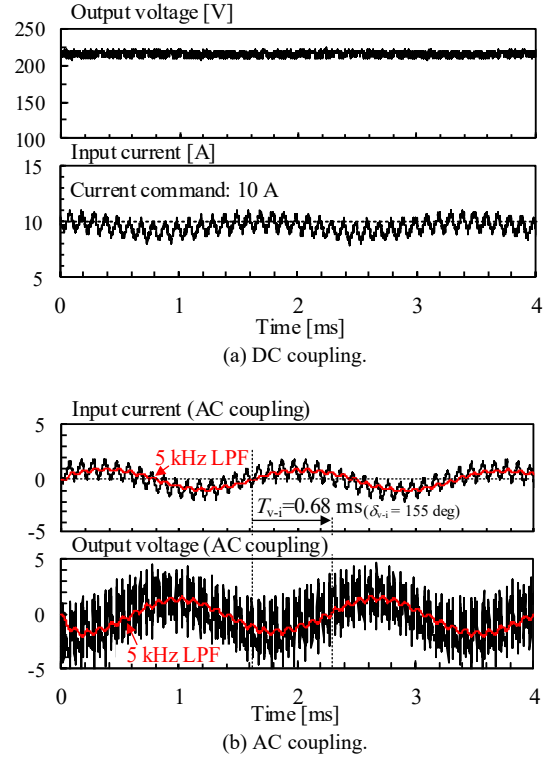 Output voltage [V]
250
200
150
100
Input current [A]
15
Current command: 10 A
10
5
0 1 2 3 4
Time [ms]
(a) DC coupling.
Input current (AC coupling)
5
5 kHz LPF
0
T_v-i=0.68 ms(δ_v-i = 155 deg)
-5
Output voltage (AC coupling)
5
0
5 kHz LPF
-5
0 1 2 3 4
Time [ms]
(b) AC coupling.